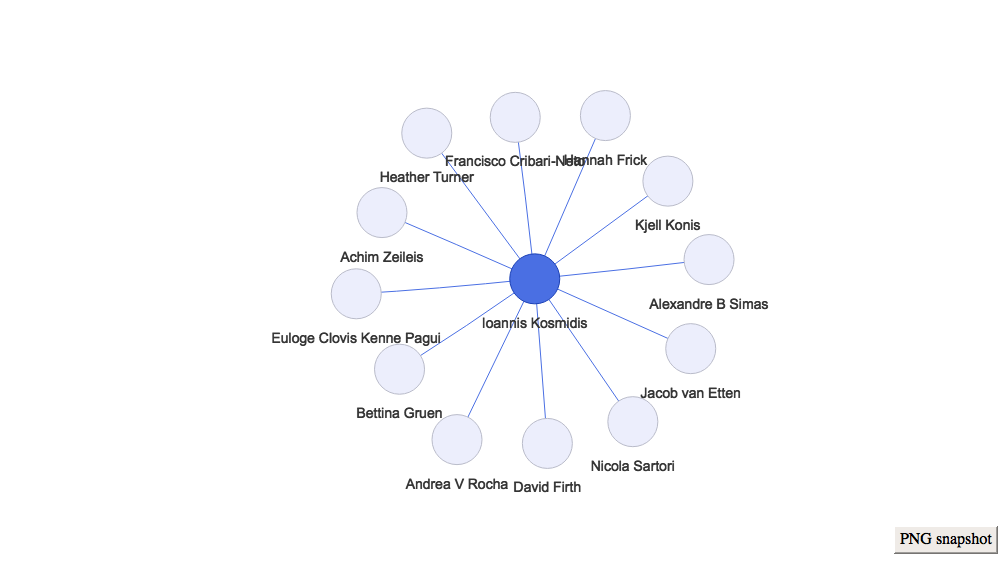 Francisco Cribari-Neto
Hannah Frick
Heather Turner
Kjell Konis
Achim Zeileis
Alexandre B Simas
Ioannis Kosmidis
Euloge Clovis Kenne Pagui
Jacob van Etten
Bettina Gruen
Nicola Sartori
Andrea V Rocha
David Firth
PNG snapshot